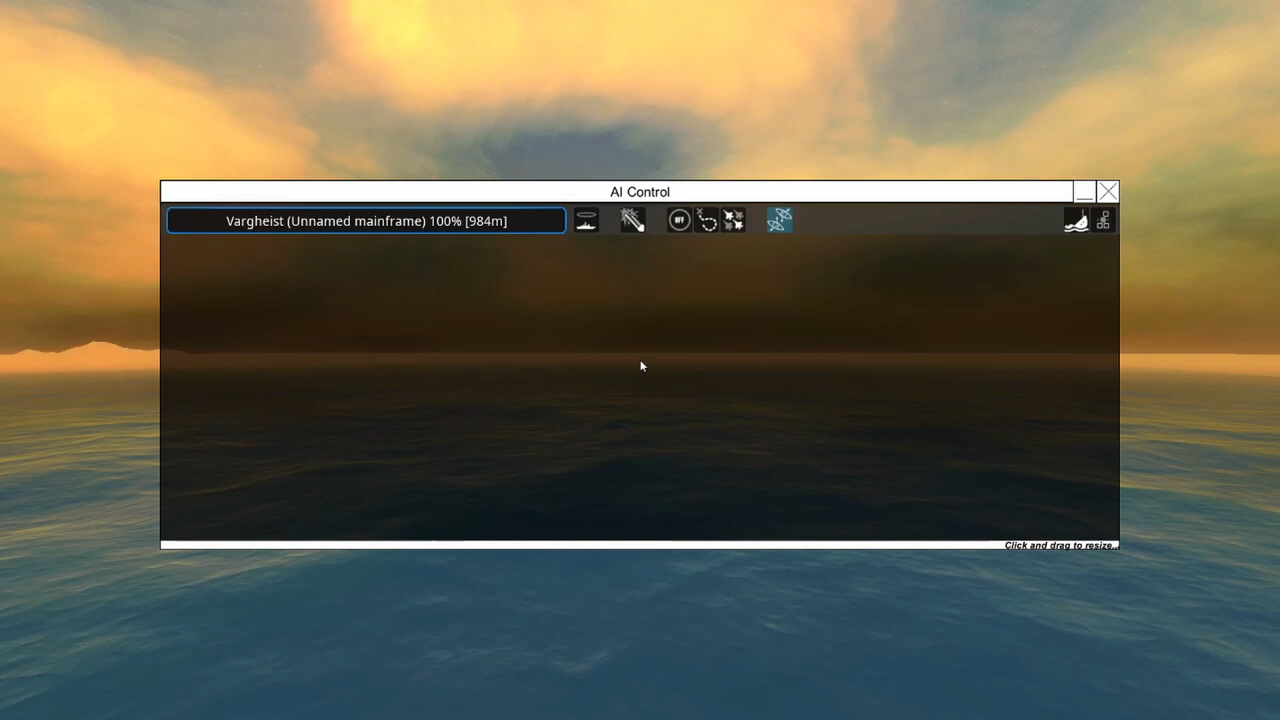 AI Control
Vargheist (Unnamed mainframe) 100% [984m]
OFF
Click and drag to resize...